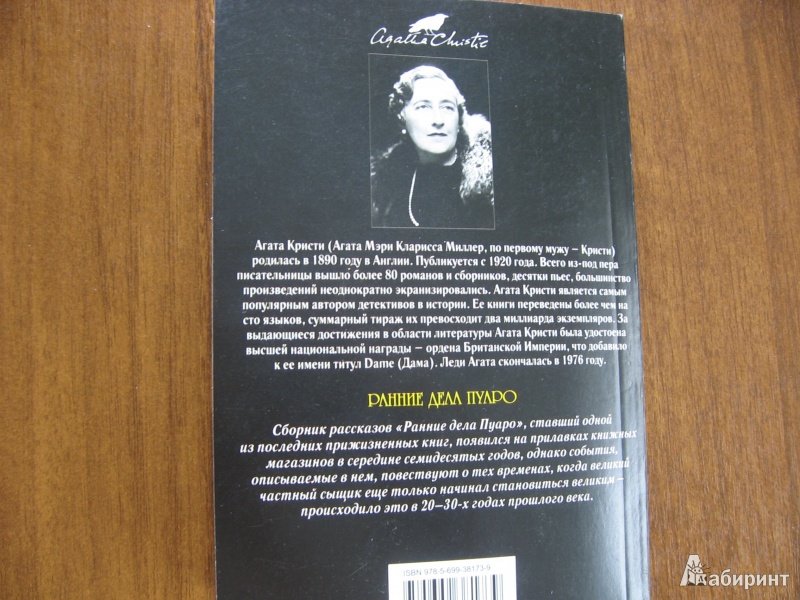 Agatha Christie
Агата Кристи (Агата Мэри Кларисса Миллер, по первому мужу – Кристи)
родилась в 1890 году в Англии. Публикуется с 1920 года. Всего из-под пера
писательницы вышло более 80 романов и сборников, десятки пьес, большинство
произведений неоднократно экранизировались. Агата Кристи является самым
популярным автором детективов в истории. Ее книги переведены более чем на
сто языков, суммарный тираж их превосходит два миллиарда экземпляров. За
выдающиеся достижения в области литературы Агата Кристи была удостоена
высшей национальной награды – ордена Британской Империи, что добавило
к ее имени титул Dame (Дама). Леди Агата скончалась в 1976 году.
РАННИЕ ДЕЛА ПУАРО
Сборник рассказов «Ранние дела Пуаро», ставший одной
из последних прижизненных книг, появился на прилавках книжных
магазинов в середине семидесятых годов, однако события,
описываемые в нем, повествуют о тех временах, когда великий
частный сыщик еще только начинал становиться великим –
происходило это в 20–30-х годах прошлого века.
ISBN 978-5-699-38173-9
Лабиринт